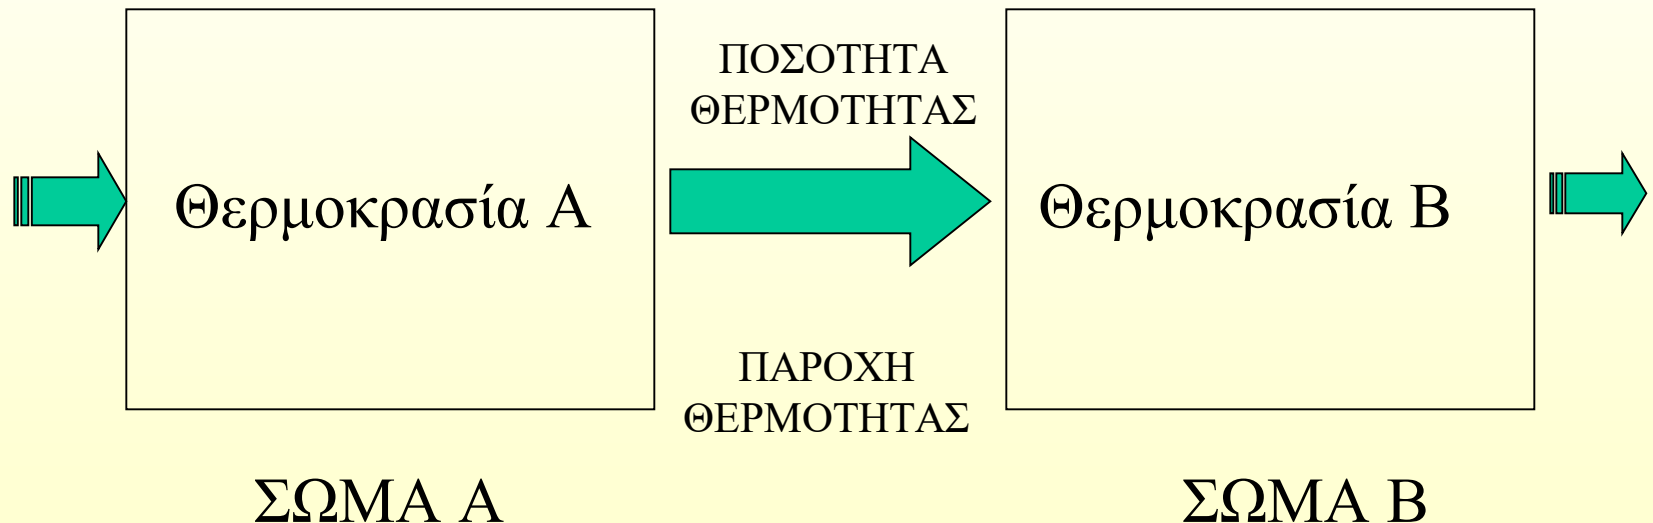 ΠΟΣΟΤΗΤΑ
ΘΕΡΜΟΤΗΤΑΣ
Θερμοκρασία Α
Θερμοκρασία Β
ΠΑΡΟΧΗ
ΘΕΡΜΟΤΗΤΑΣ
ΣΩΜΑ Α
ΣΩΜΑ Β